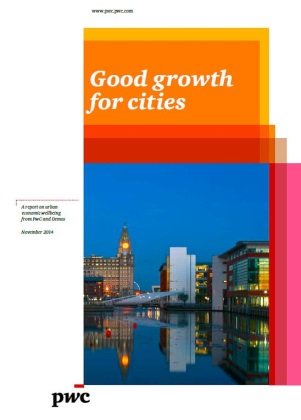 www.pwc.com
Good growth
for cities
A report on urban
economic wellbeing
from PwC and Demos
November 2014
pwc